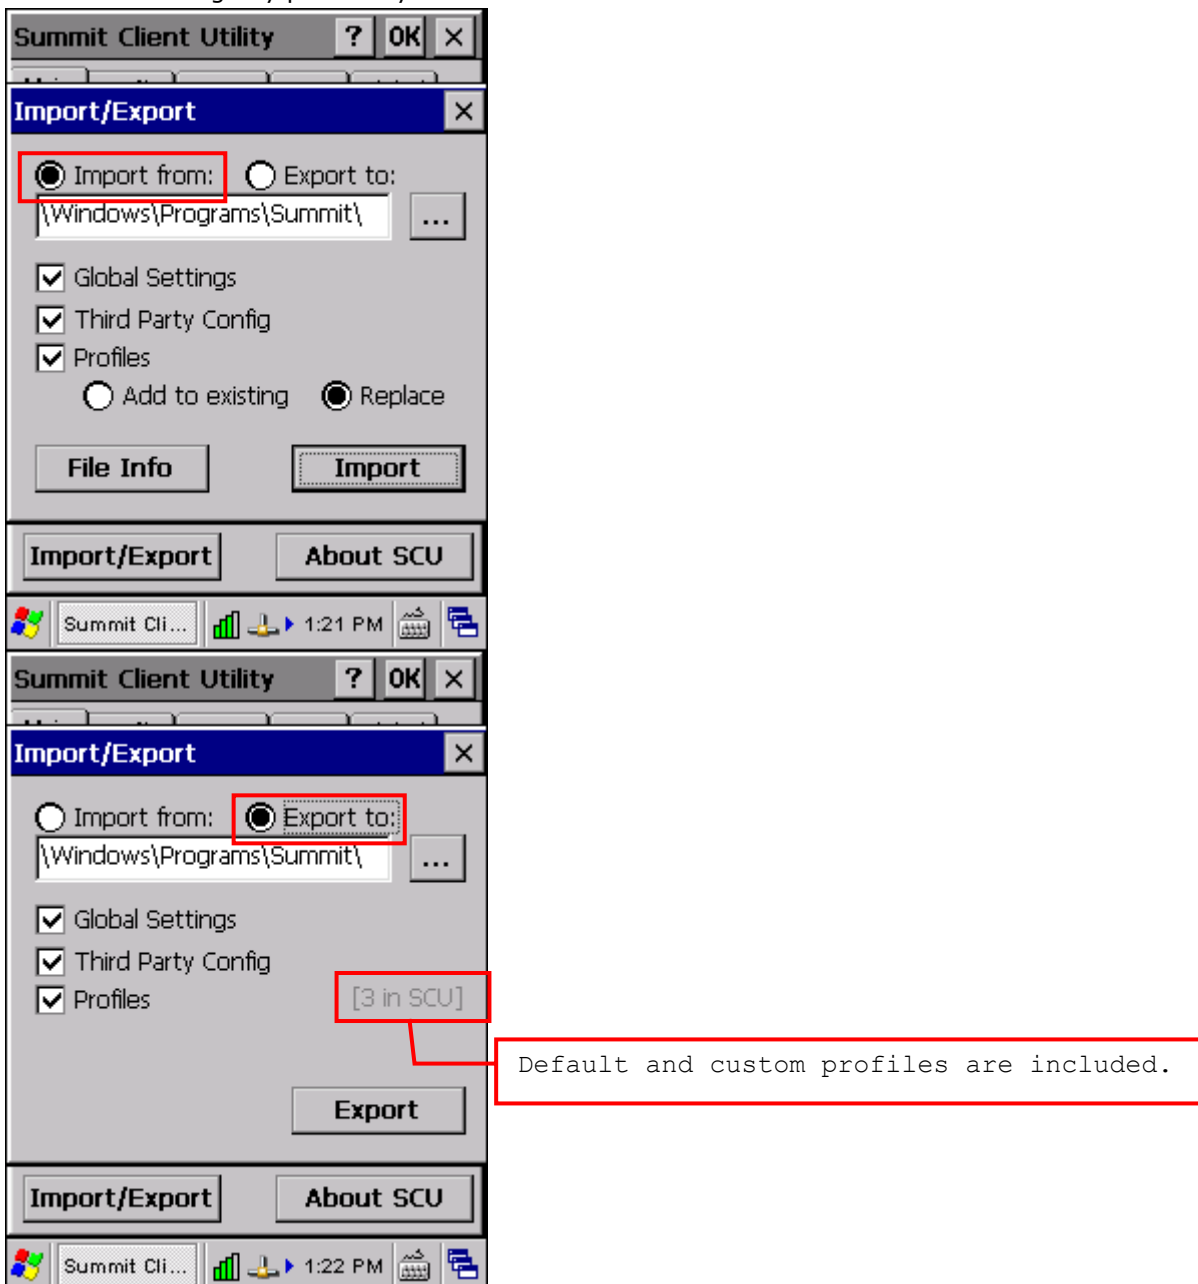 Summit Client Utility ? OK ×
Import/Export ×
Import from: Export to:
\Windows\Programs\Summit\ ...
Global Settings
Third Party Config
Profiles
Add to existing Replace
File Info Import
Import/Export About SCU
Summit Cli... 1:21 PM
Summit Client Utility ? OK ×
Import/Export ×
Import from: Export to:
\Windows\Programs\Summit\ ...
Global Settings
Third Party Config
Profiles [3 in SCU]
Default and custom profiles are included.
Export
Import/Export About SCU
Summit Cli... 1:22 PM